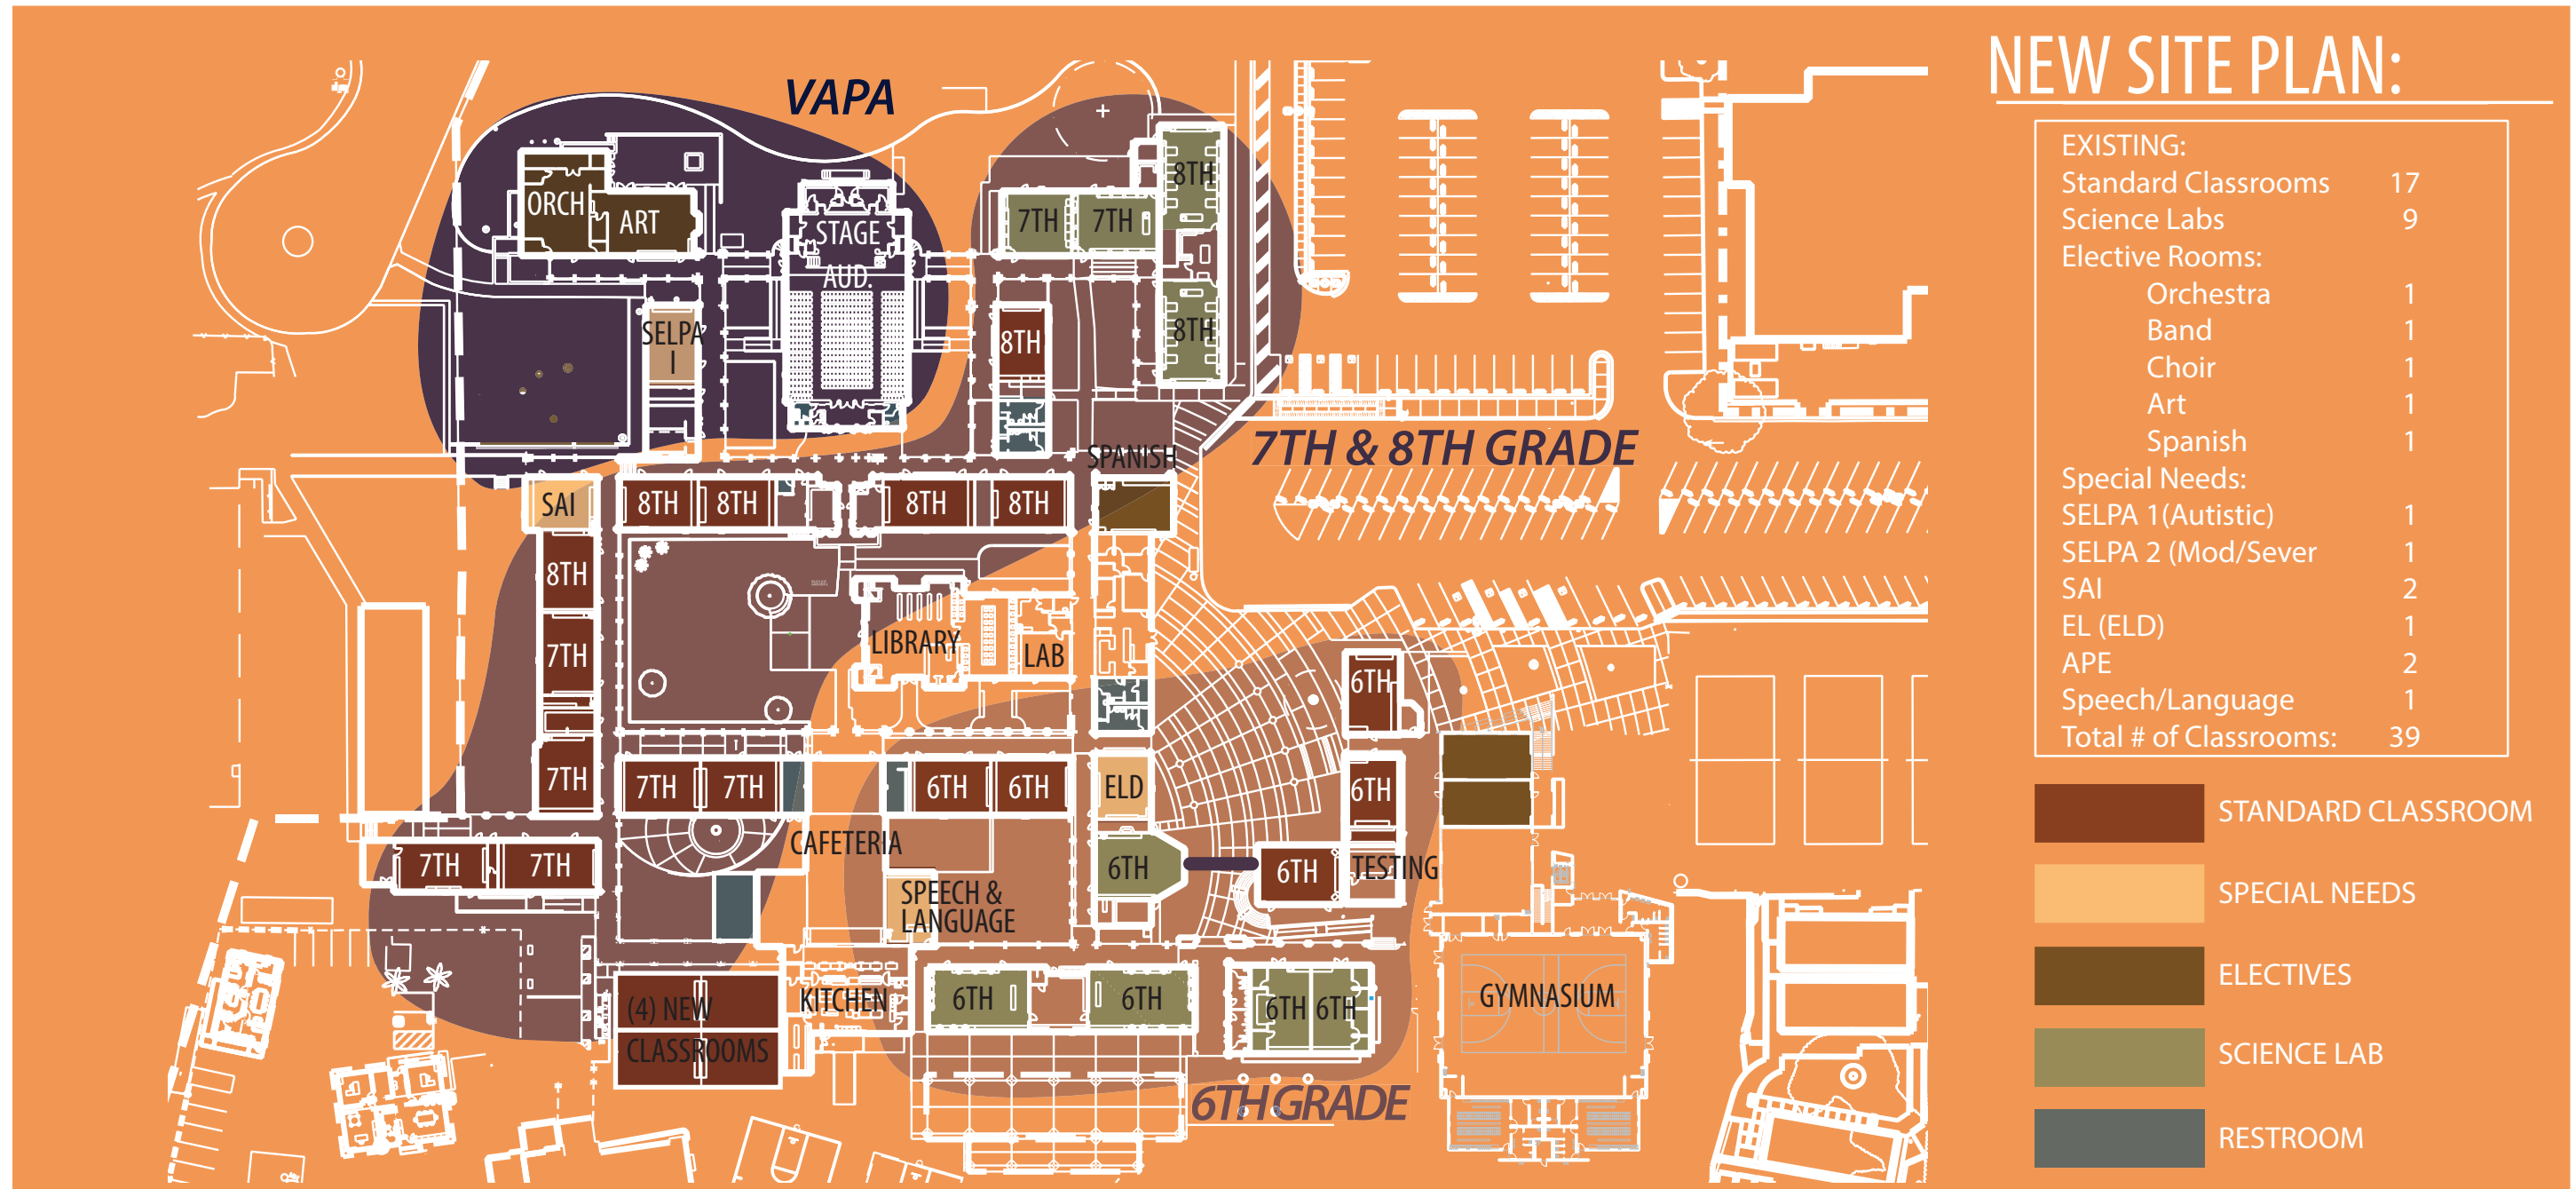 NEW SITE PLAN:
EXISTING:
Standard Classrooms 17
Science Labs 9
Elective Rooms:
Orchestra 1
Band 1
Choir 1
Art 1
Spanish 1
Special Needs:
SELPA 1(Autistic) 1
SELPA 2 (Mod/Sever 1
SAI 2
EL (ELD) 1
APE 2
Speech/Language 1
Total # of Classrooms: 39
STANDARD CLASSROOM
SPECIAL NEEDS
ELECTIVES
SCIENCE LAB
RESTROOM
VAPA
ORCH
ART
STAGE
AUD.
7TH
7TH
8TH
8TH
SELPA
I
8TH
7TH & 8TH GRADE
SPANISH
SAI
8TH
8TH
8TH
8TH
8TH
7TH
LIBRARY
LAB
6TH
7TH
7TH
7TH
6TH
6TH
ELD
6TH
CAFETERIA
7TH
7TH
6TH
6TH
TESTING
SPEECH &
LANGUAGE
(4) NEW
CLASSROOMS
KITCHEN
6TH
6TH
6TH
6TH
GYMNASIUM
6TH GRADE